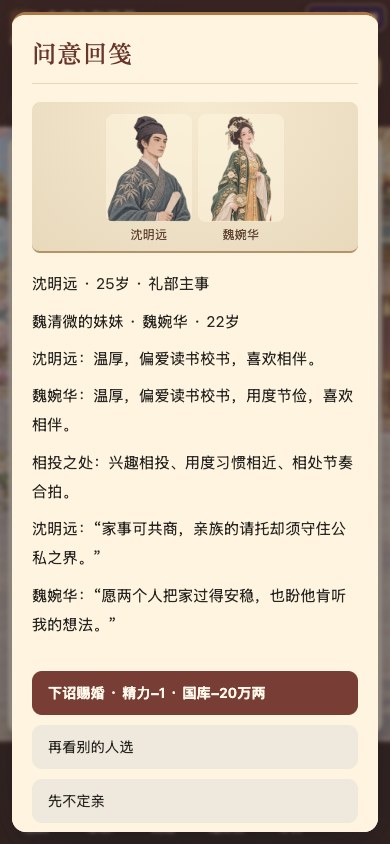 问意回笺
沈明远
魏婉华
沈明远 · 25岁 · 礼部主事
魏清微的妹妹 · 魏婉华 · 22岁
沈明远：温厚，偏爱读书校书，喜欢相伴。
魏婉华：温厚，偏爱读书校书，用度节俭，喜欢
相伴。
相投之处：兴趣相投、用度习惯相近、相处节奏
合拍。
沈明远：“家事可共商，亲族的请托却须守住公
私之界。”
魏婉华：“愿两个人把家过得安稳，也盼他肯听
我的想法。”
下诏赐婚 · 精力−1 · 国库−20万两
再看别的人选
先不定亲